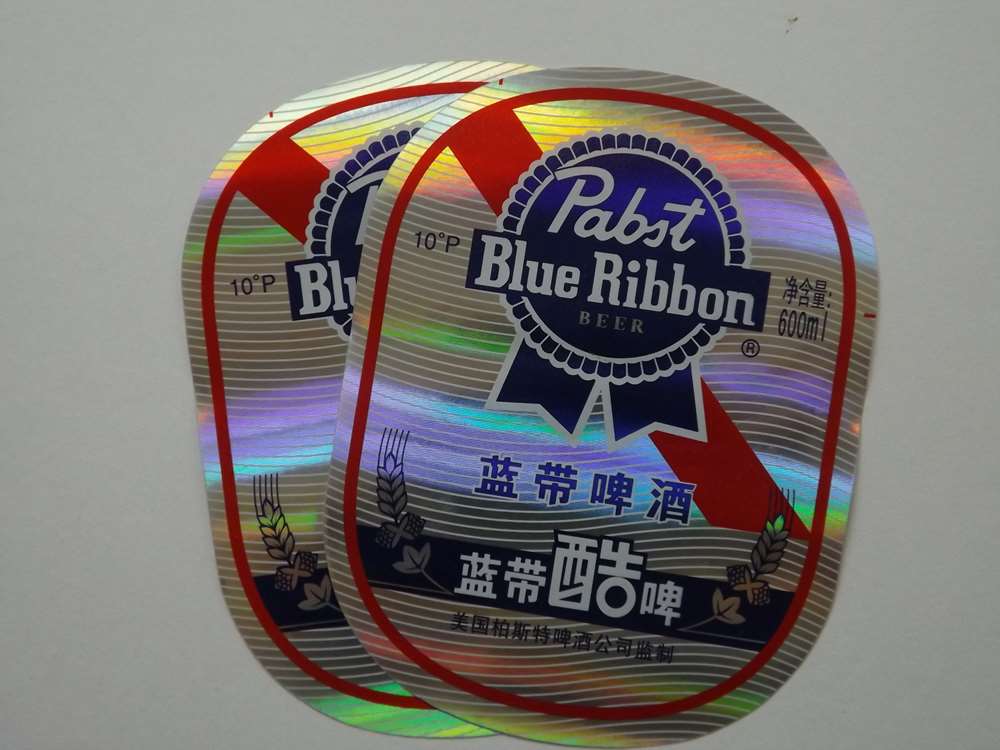 Pabst
10°P
Blue Ribbon
净含量:
600ml
BEER
®
蓝带啤酒
蓝带酷啤
美国柏斯特啤酒公司监制
10°P
Bl